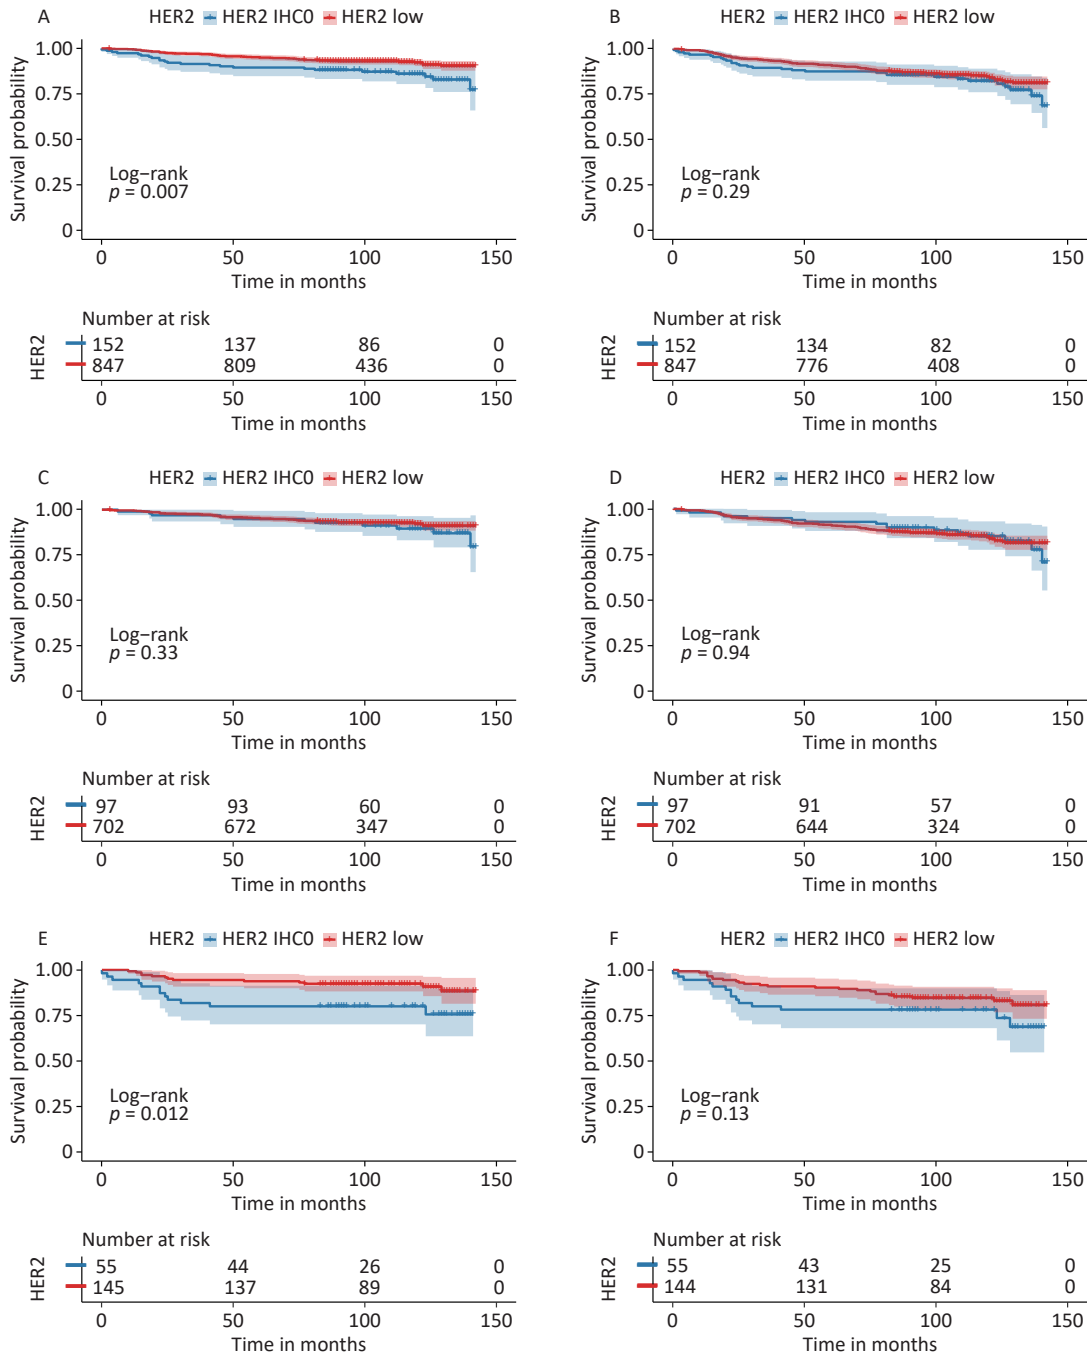 A HER2 HER2 IHC0 HER2 low
Survival probability
1.00
0.75
0.50
0.25
0
Log-rank
p = 0.007
0 50 100 150
Time in months
Number at risk
HER2
152 137 86 0
847 809 436 0
0 50 100 150
Time in months
B HER2 HER2 IHC0 HER2 low
Survival probability
1.00
0.75
0.50
0.25
0
Log-rank
p = 0.29
0 50 100 150
Time in months
Number at risk
HER2
152 134 82 0
847 776 408 0
0 50 100 150
Time in months
C HER2 HER2 IHC0 HER2 low
Survival probability
1.00
0.75
0.50
0.25
0
Log-rank
p = 0.33
0 50 100 150
Time in months
Number at risk
HER2
97 93 60 0
702 672 347 0
0 50 100 150
Time in months
D HER2 HER2 IHC0 HER2 low
Survival probability
1.00
0.75
0.50
0.25
0
Log-rank
p = 0.94
0 50 100 150
Time in months
Number at risk
HER2
97 91 57 0
702 644 324 0
0 50 100 150
Time in months
E HER2 HER2 IHC0 HER2 low
Survival probability
1.00
0.75
0.50
0.25
0
Log-rank
p = 0.012
0 50 100 150
Time in months
Number at risk
HER2
55 44 26 0
145 137 89 0
0 50 100 150
Time in months
F HER2 HER2 IHC0 HER2 low
Survival probability
1.00
0.75
0.50
0.25
0
Log-rank
p = 0.13
0 50 100 150
Time in months
Number at risk
HER2
55 43 25 0
144 131 84 0
0 50 100 150
Time in months